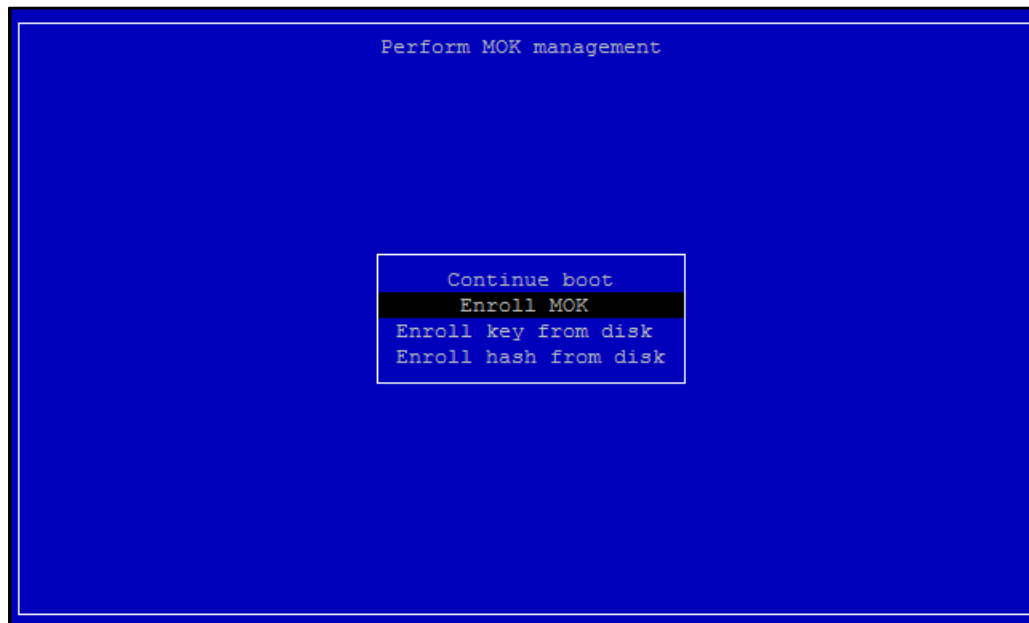 Perform MOK management
Continue boot
Enroll MOK
Enroll key from disk
Enroll hash from disk